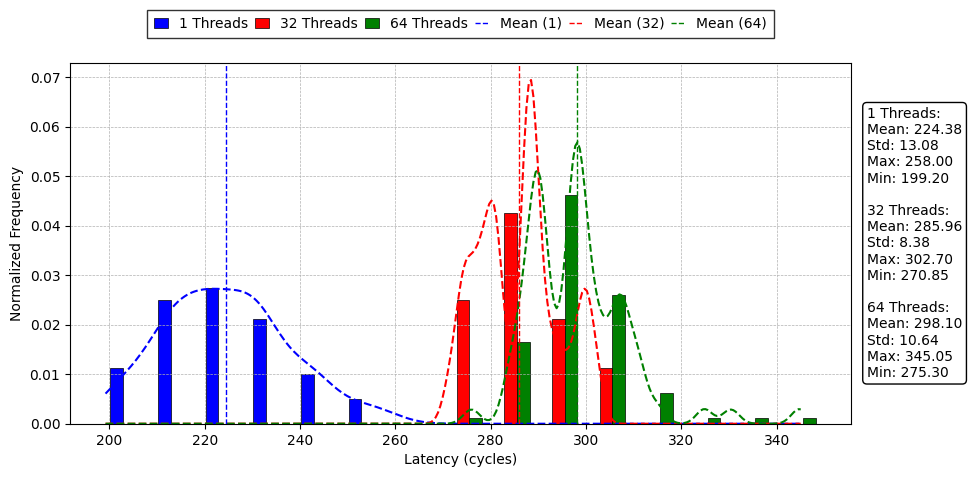 1 Threads 32 Threads 64 Threads Mean (1) Mean (32) Mean (64)
0.07
0.06
0.05
0.04
0.03
0.02
0.01
0.00
Normalized Frequency
200 220 240 260 280 300 320 340
Latency (cycles)
1 Threads:
Mean: 224.38
Std: 13.08
Max: 258.00
Min: 199.20
32 Threads:
Mean: 285.96
Std: 8.38
Max: 302.70
Min: 270.85
64 Threads:
Mean: 298.10
Std: 10.64
Max: 345.05
Min: 275.30